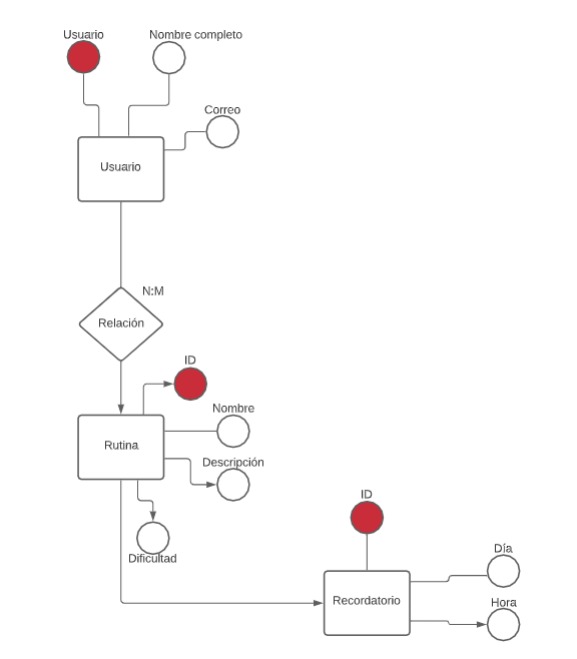 Usuario
Nombre completo
Correo
Usuario
N:M
Relación
ID
Nombre
Rutina
Descripción
Dificultad
ID
Día
Recordatorio
Hora